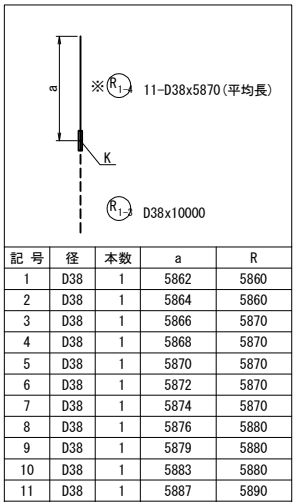 a
※ R1-4 11-D38x5870(平均長)
K
R1-3 D38x10000
記 号 径 本数 a R
1 D38 1 5862 5860
2 D38 1 5864 5860
3 D38 1 5866 5870
4 D38 1 5868 5870
5 D38 1 5870 5870
6 D38 1 5872 5870
7 D38 1 5874 5870
8 D38 1 5876 5880
9 D38 1 5879 5880
10 D38 1 5883 5880
11 D38 1 5887 5890